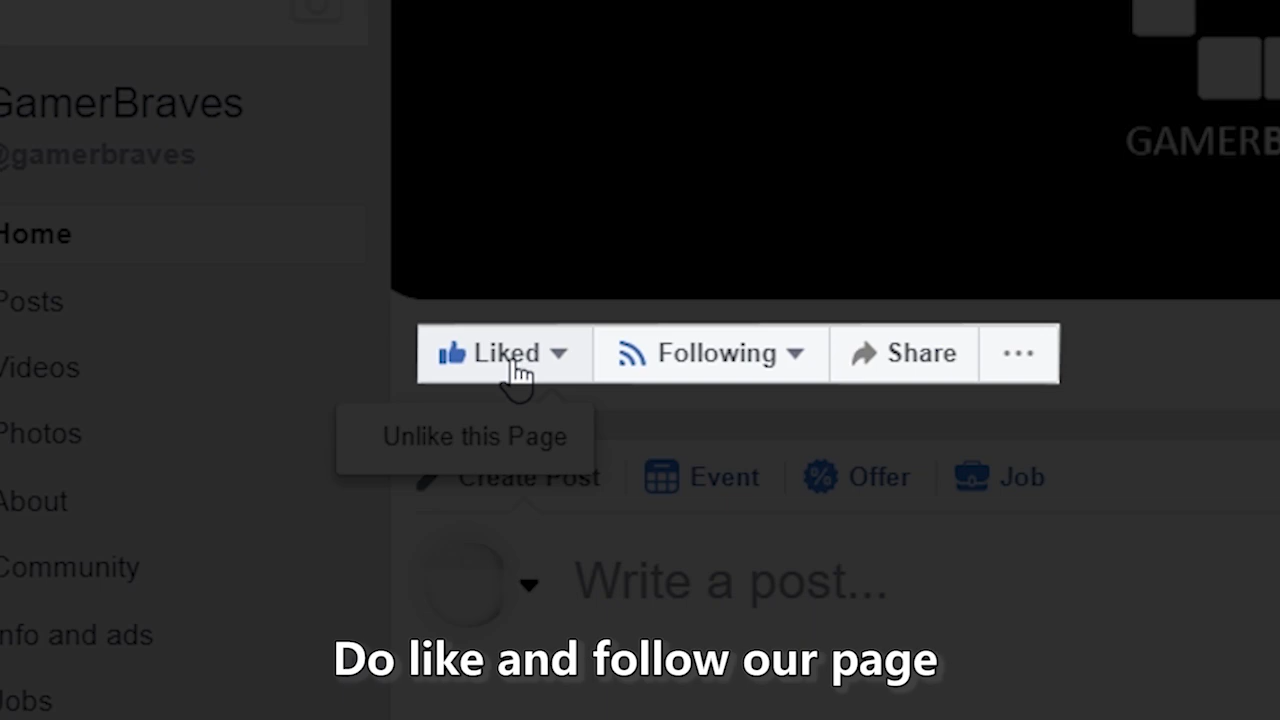 GamerBraves
@gamerbraves
GAMERB
Home
Posts
Videos
Photos
About
Community
Info and ads
Jobs
Liked
Following
Share
...
Unlike this Page
Create Post
Event
Offer
Job
Write a post...
Do like and follow our page